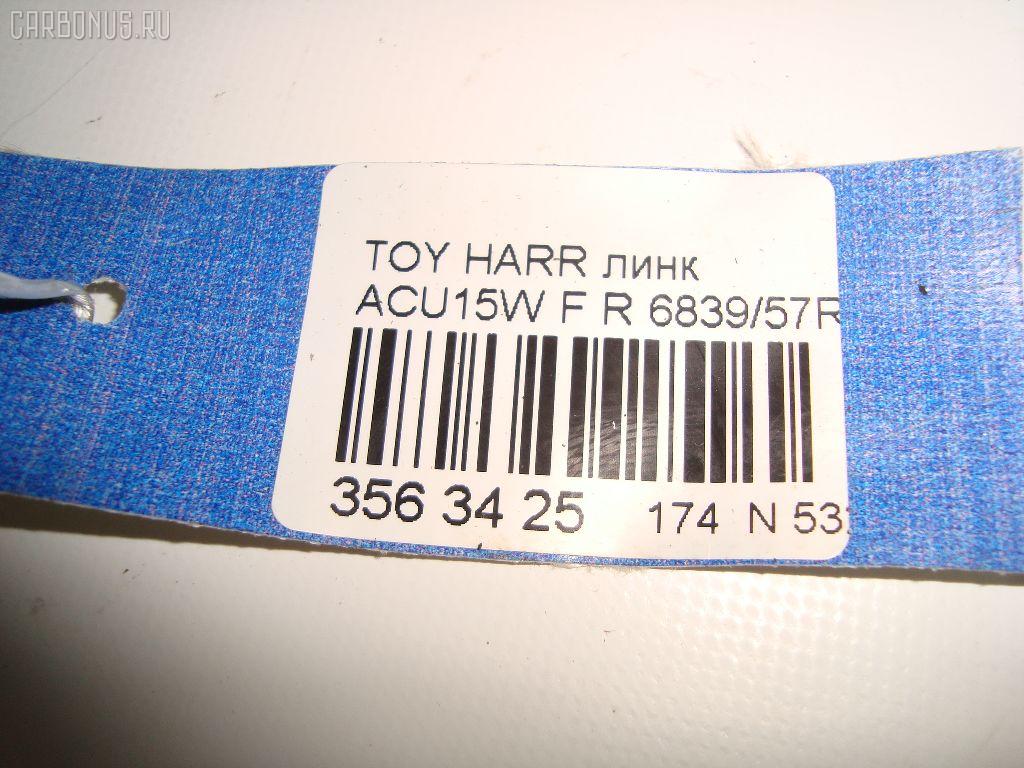 CARBONUS.RU
TOY HARR линк
ACU15W F R 6839/57R
356 34 25 174 N 53